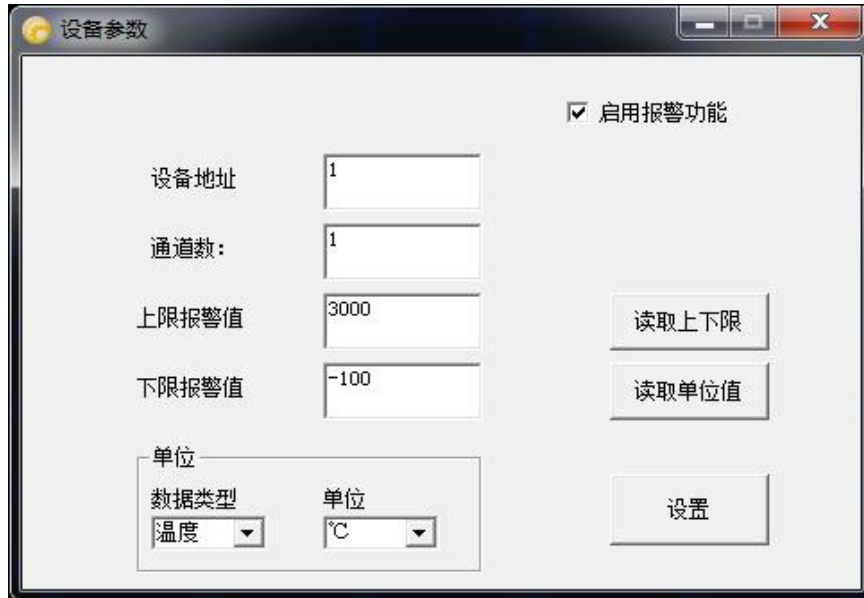 设备参数
启用报警功能
设备地址
1
通道数:
1
上限报警值
3000
读取上下限
下限报警值
-100
读取单位值
单位
数据类型
单位
温度
℃
设置